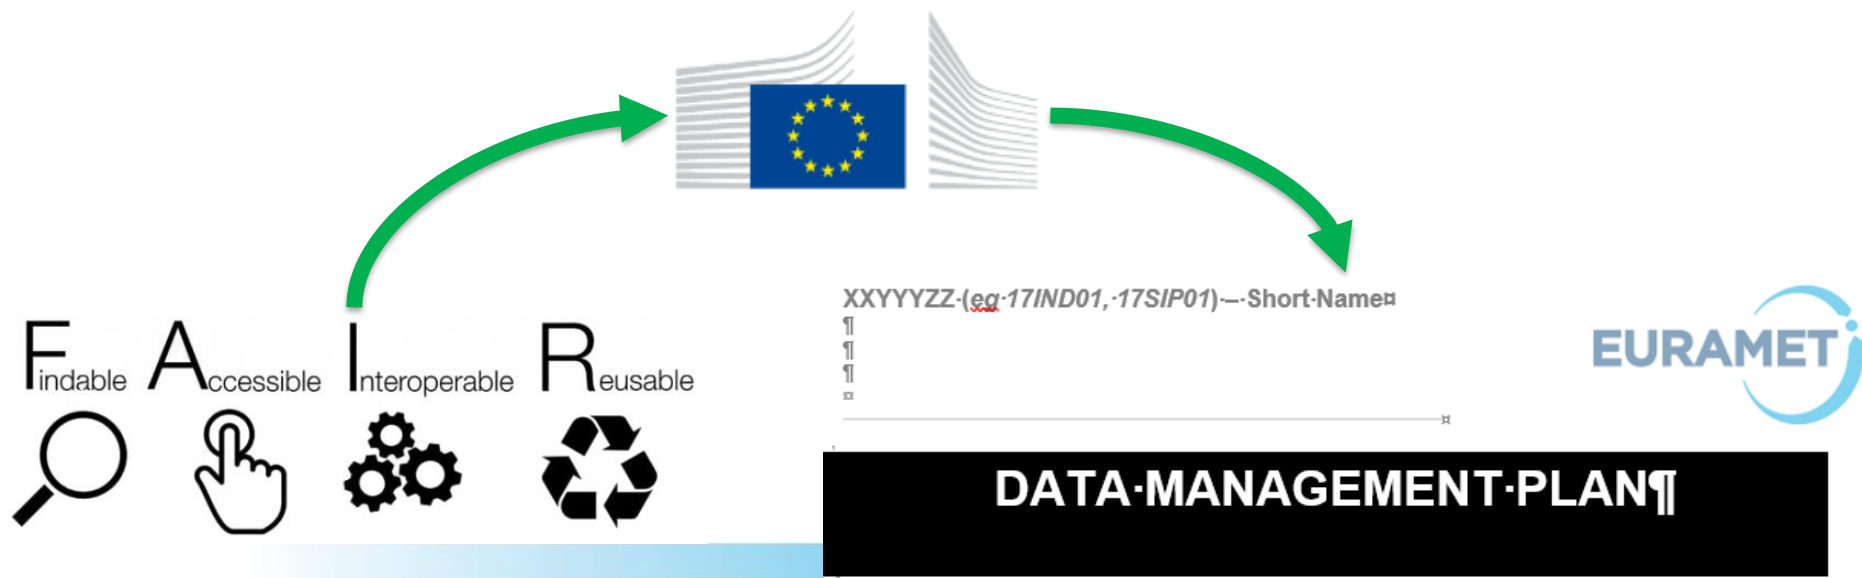 Findable Accessible Interoperable Reusable
XXYYYZZ·(eg·17IND01,·17SIP01)·–·Short·Name¤
¶
¶
¶
¤
¤
EURAMET
DATA·MANAGEMENT·PLAN¶